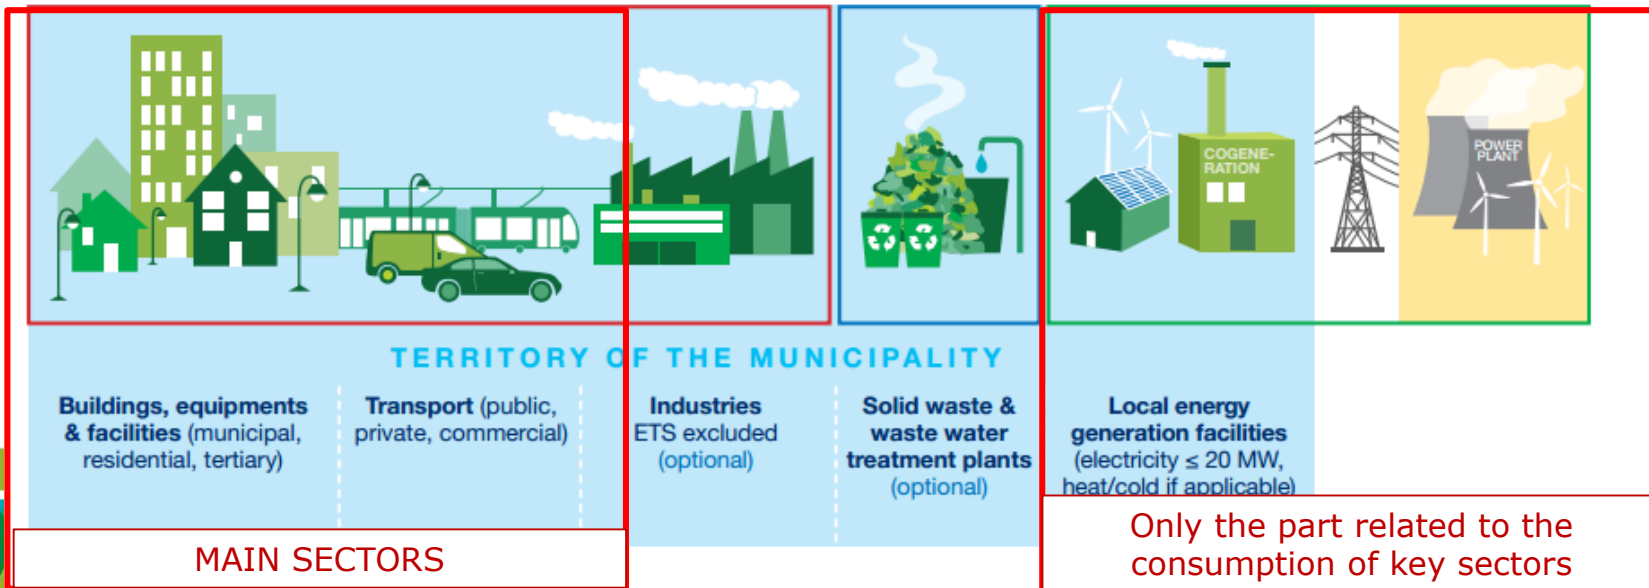 COGENE-
RATION
POWER
PLANT
TERRITORY OF THE MUNICIPALITY
Buildings, equipments
& facilities (municipal,
residential, tertiary)
Transport (public,
private, commercial)
Industries
ETS excluded
(optional)
Solid waste &
waste water
treatment plants
(optional)
Local energy
generation facilities
(electricity ≤ 20 MW,
heat/cold if applicable)
MAIN SECTORS
Only the part related to the
consumption of key sectors